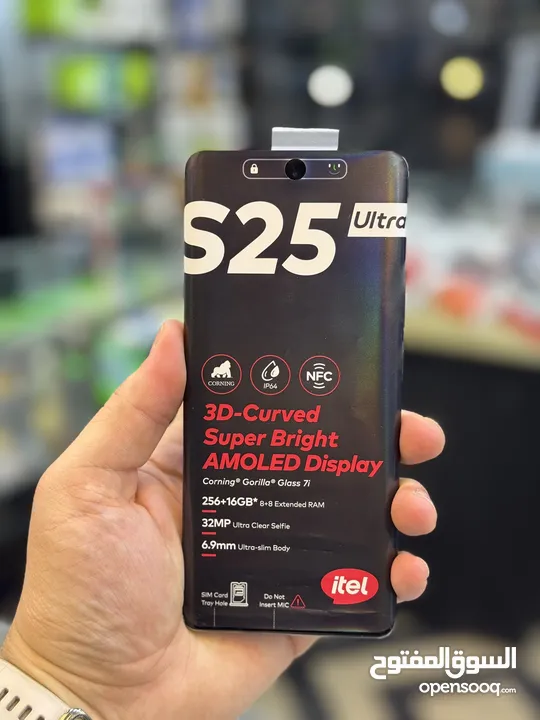 S25 Ultra
CORNING
IP64
NFC
3D-Curved
Super Bright
AMOLED Display
Corning® Gorilla® Glass 7i
256+16GB* 8+8 Extended RAM
32MP Ultra Clear Selfie
6.9mm Ultra-slim Body
itel
SIM Card
Tray Hole
Do Not
Insert MIC
السوق المفتوح
opensooq.com